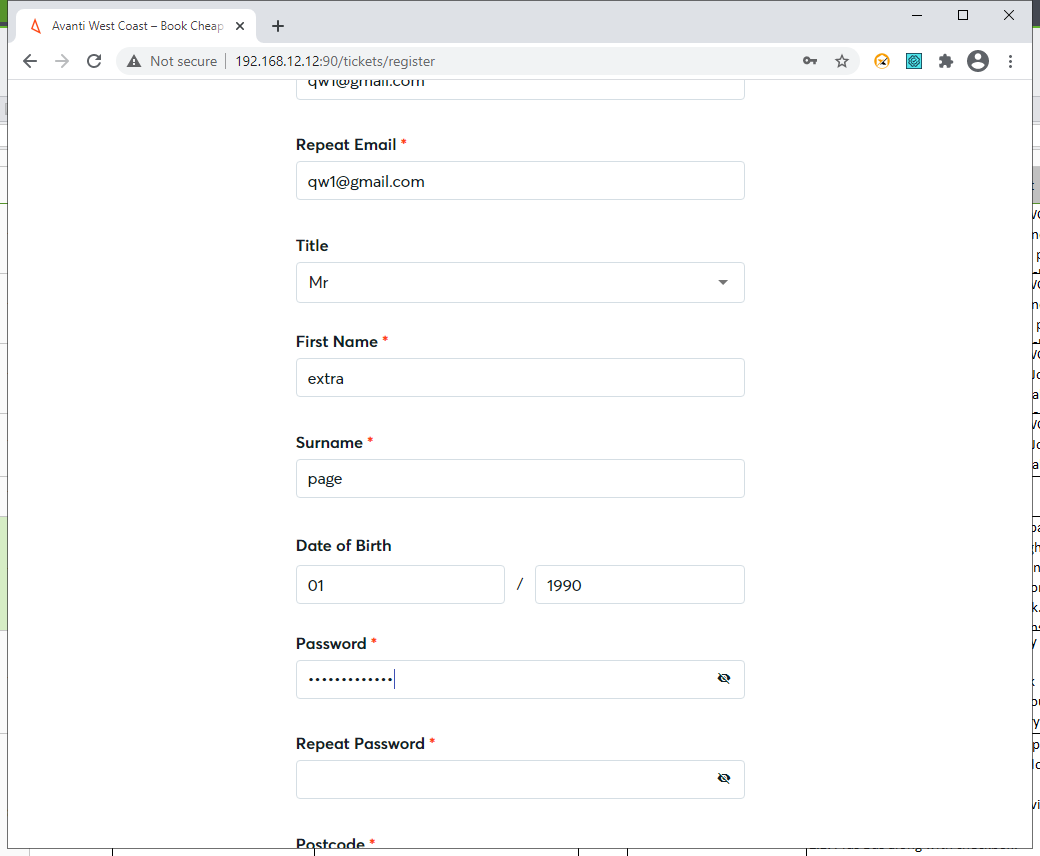 Avanti West Coast – Book Cheap
Not secure
192.168.12.12:90/tickets/register
qw1@gmail.com
Repeat Email *
qw1@gmail.com
Title
Mr
First Name *
extra
Surname *
page
Date of Birth
01 / 1990
Password *
•••••••••••••
Repeat Password *
Postcode *